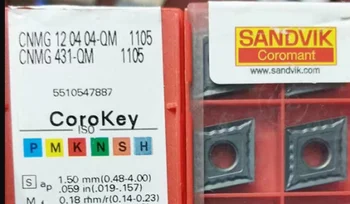 CNMG 12 04 04-QM 1105
CNMG 431-QM 1105
5510547887
CoroKey
ISO
P M K N S H
S ap 1.50 mm(0.48-4.00)
.059 in(.019-.157)
M 0.18 mm/r(0.14-0.23)
SANDVIK
Coromant
www.sandvik.com